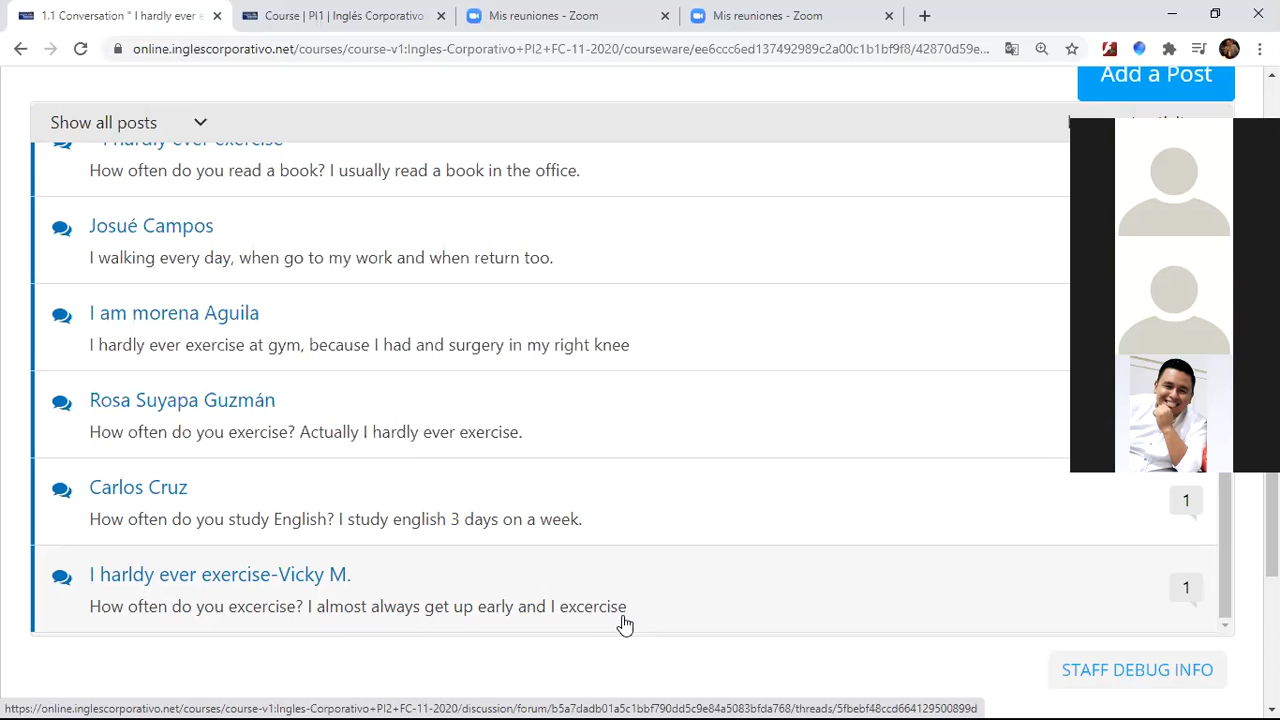 1.1 Conversation " I hardly ever e
Course | PI1 | Inglés Corporativo
Mis reuniones - Zoom
Mis reuniones - Zoom
online.inglescorporativo.net/courses/course-v1:Ingles-Corporativo+PI2+FC-11-2020/courseware/ee6ccc6ed137492989c2a00c1b1bf9f8/42870d59e...
Add a Post
Show all posts
I hardly ever exercise
How often do you read a book? I usually read a book in the office.
Josué Campos
I walking every day, when go to my work and when return too.
I am morena Aguila
I hardly ever exercise at gym, because I had and surgery in my right knee
Rosa Suyapa Guzmán
How often do you exercise? Actually I hardly ever exercise.
Carlos Cruz
How often do you study English? I study english 3 days on a week.
1
I harldy ever exercise-Vicky M.
How often do you excercise? I almost always get up early and I excercise
1
STAFF DEBUG INFO
https://online.inglescorporativo.net/courses/course-v1:Ingles-Corporativo+PI2+FC-11-2020/discussion/forum/b5a7dadb01a5c1bbf790dd5c9e84a5083bfda768/threads/5fbebf48ccd664129500899d